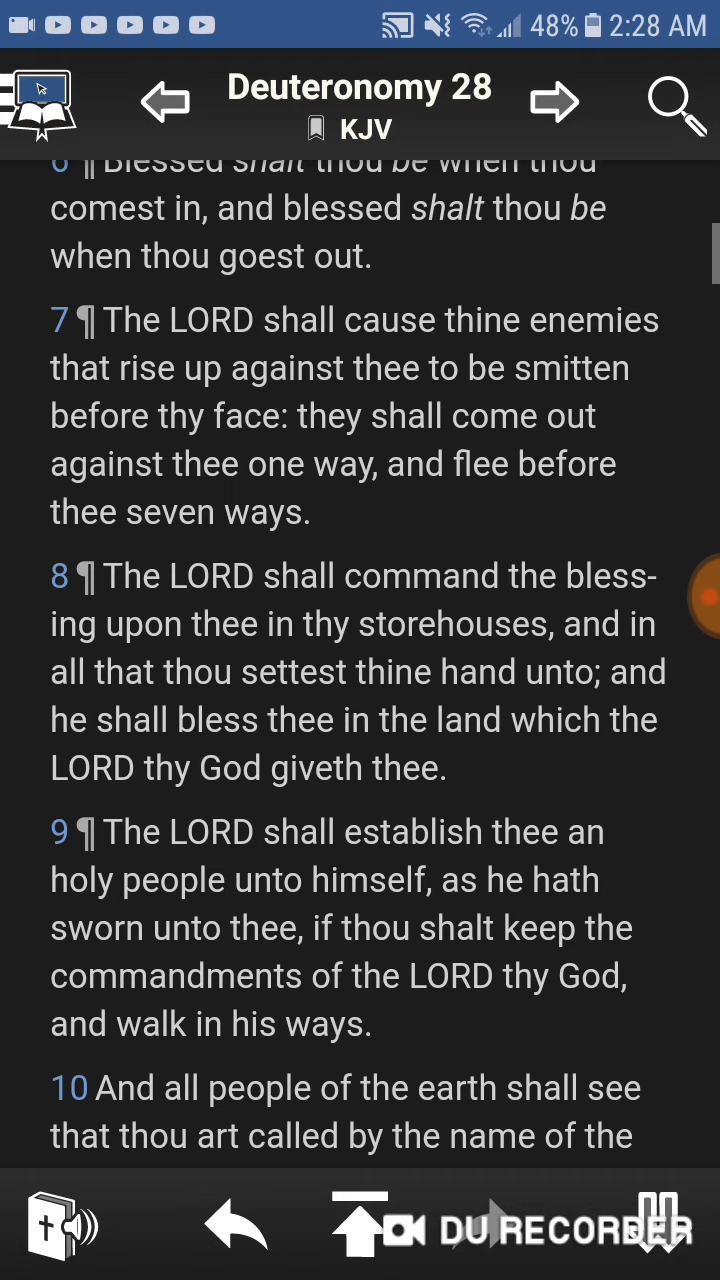 48% 2:28 AM
Deuteronomy 28
KJV
6 ¶ Blessed shalt thou be when thou
comest in, and blessed shalt thou be
when thou goest out.
7 ¶ The LORD shall cause thine enemies
that rise up against thee to be smitten
before thy face: they shall come out
against thee one way, and flee before
thee seven ways.
8 ¶ The LORD shall command the bless-
ing upon thee in thy storehouses, and in
all that thou settest thine hand unto; and
he shall bless thee in the land which the
LORD thy God giveth thee.
9 ¶ The LORD shall establish thee an
holy people unto himself, as he hath
sworn unto thee, if thou shalt keep the
commandments of the LORD thy God,
and walk in his ways.
10 And all people of the earth shall see
that thou art called by the name of the
DU RECORDER